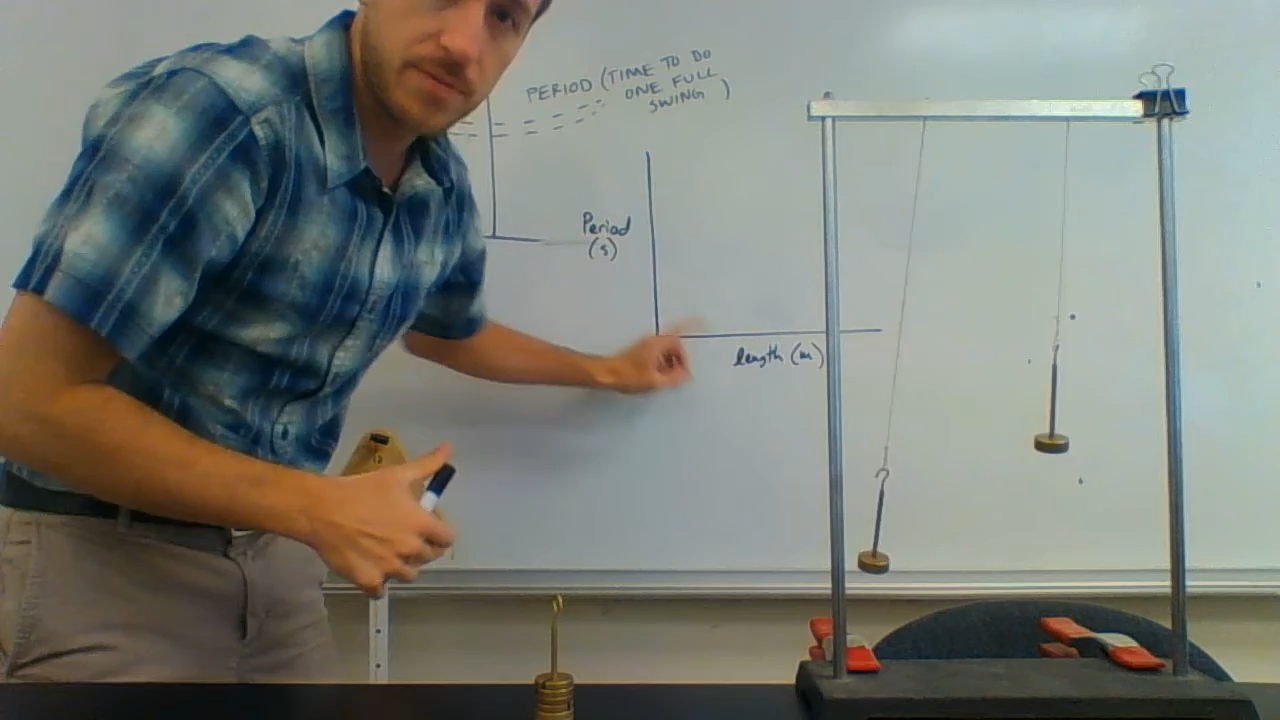 PERIOD (TIME TO DO
ONE FULL
SWING)
Period
(s)
length (m)